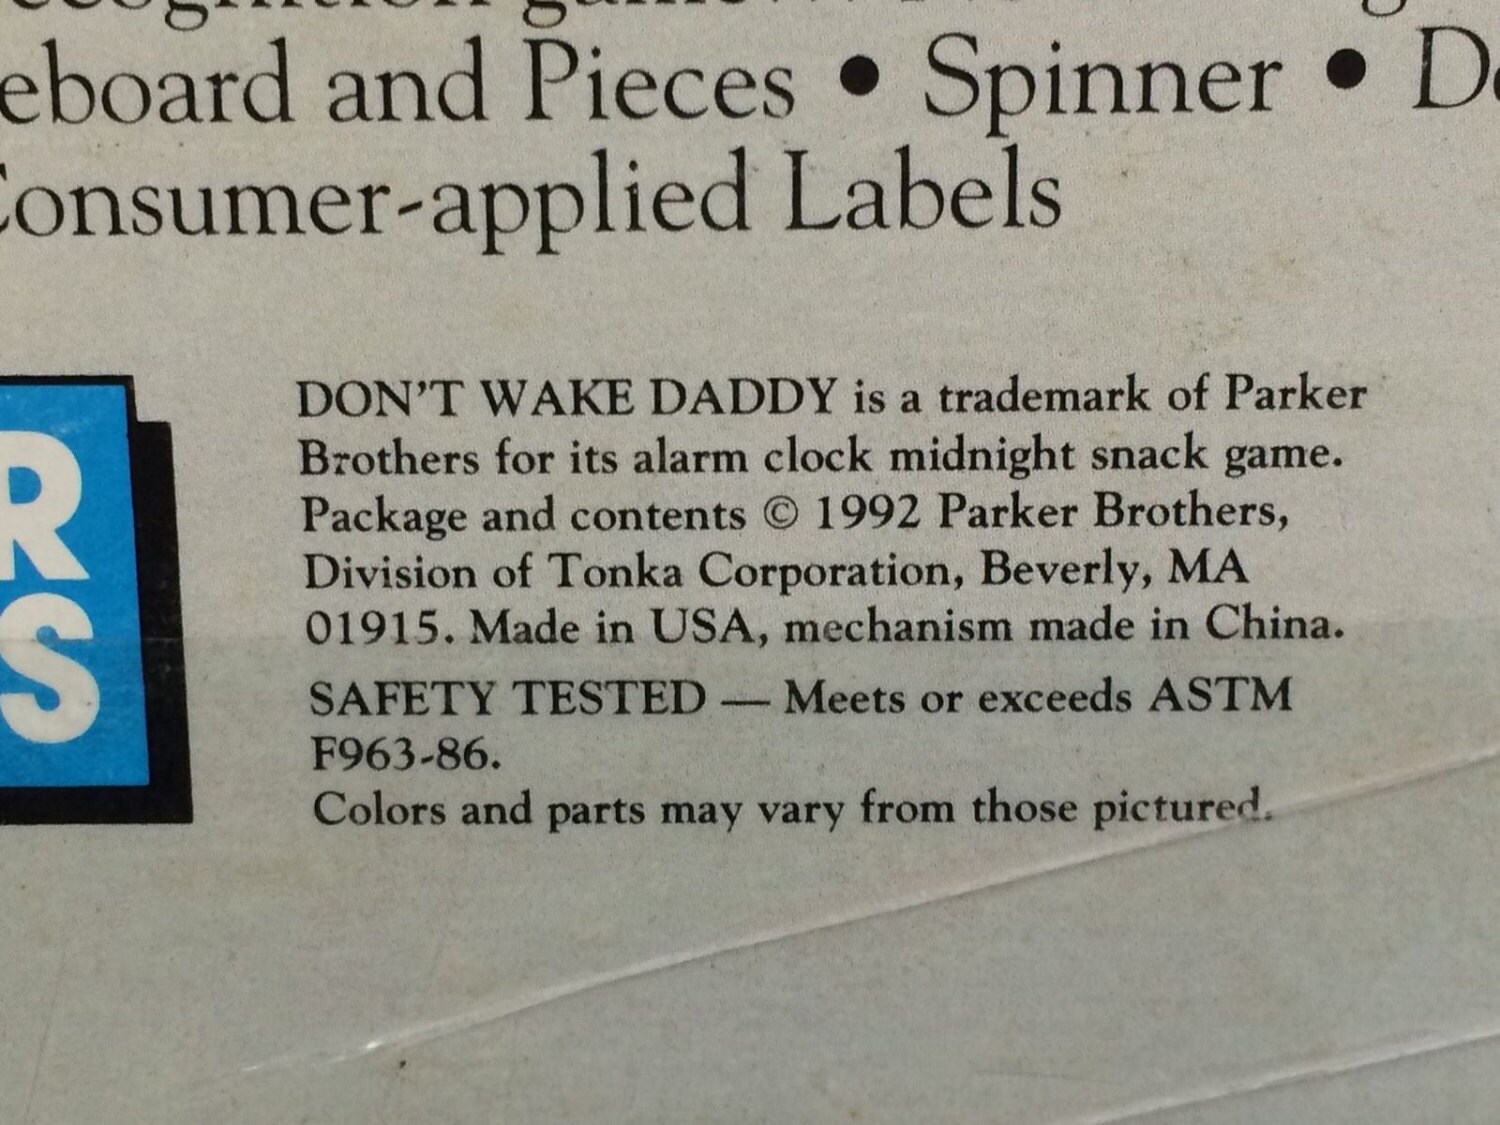 eboard and Pieces • Spinner •
Consumer-applied Labels
R
S
DON'T WAKE DADDY is a trademark of Parker
Brothers for its alarm clock midnight snack game.
Package and contents © 1992 Parker Brothers,
Division of Tonka Corporation, Beverly, MA
01915. Made in USA, mechanism made in China.
SAFETY TESTED — Meets or exceeds ASTM
F963-86.
Colors and parts may vary from those pictured.